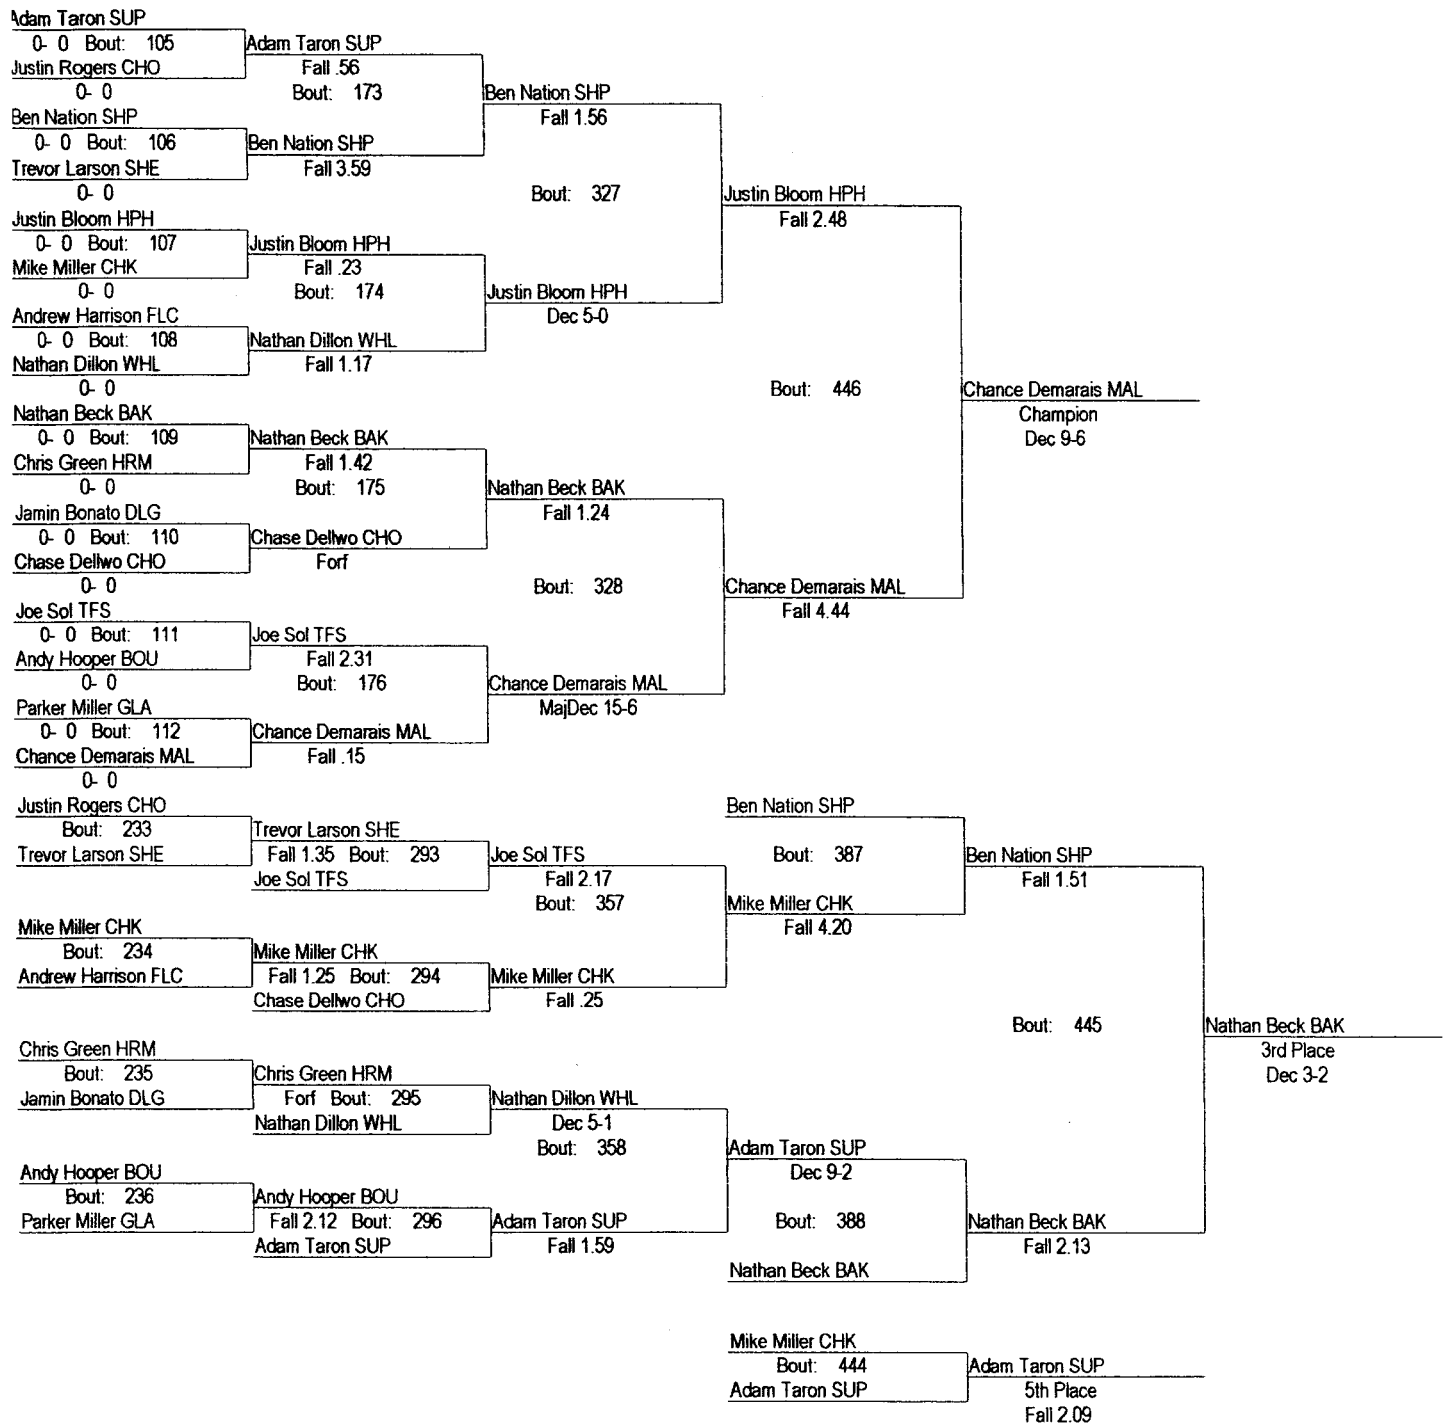 Adam Taron SUP
0- 0 Bout: 105
Adam Taron SUP
Justin Rogers CHO
Fall .56
0- 0
Bout: 173
Ben Nation SHP
Ben Nation SHP
Fall 1.56
0- 0 Bout: 106
Ben Nation SHP
Trevor Larson SHE
Fall 3.59
0- 0
Bout: 327
Justin Bloom HPH
Justin Bloom HPH
Fall 2.48
0- 0 Bout: 107
Justin Bloom HPH
Mike Miller CHK
Fall .23
0- 0
Bout: 174
Justin Bloom HPH
Andrew Harrison FLC
Dec 5-0
0- 0 Bout: 108
Nathan Dillon WHL
Nathan Dillon WHL
Fall 1.17
0- 0
Bout: 446
Chance Demarais MAL
Nathan Beck BAK
Champion
0- 0 Bout: 109
Nathan Beck BAK
Dec 9-6
Chris Green HRM
Fall 1.42
0- 0
Bout: 175
Nathan Beck BAK
Jamin Bonato DLG
Fall 1.24
0- 0 Bout: 110
Chase Dellwo CHO
Chase Dellwo CHO
Forf
0- 0
Bout: 328
Chance Demarais MAL
Joe Sol TFS
Fall 4.44
0- 0 Bout: 111
Joe Sol TFS
Andy Hooper BOU
Fall 2.31
0- 0
Bout: 176
Chance Demarais MAL
Parker Miller GLA
MajDec 15-6
0- 0 Bout: 112
Chance Demarais MAL
Chance Demarais MAL
Fall .15
0- 0
Justin Rogers CHO
Ben Nation SHP
Bout: 233
Trevor Larson SHE
Trevor Larson SHE
Fall 1.35 Bout: 293
Joe Sol TFS
Bout: 387
Ben Nation SHP
Joe Sol TFS
Fall 2.17
Fall 1.51
Bout: 357
Mike Miller CHK
Mike Miller CHK
Fall 4.20
Bout: 234
Mike Miller CHK
Andrew Harrison FLC
Fall 1.25 Bout: 294
Mike Miller CHK
Chase Dellwo CHO
Fall .25
Bout: 445
Nathan Beck BAK
Chris Green HRM
3rd Place
Bout: 235
Chris Green HRM
Dec 3-2
Jamin Bonato DLG
Forf Bout: 295
Nathan Dillon WHL
Nathan Dillon WHL
Dec 5-1
Bout: 358
Adam Taron SUP
Andy Hooper BOU
Dec 9-2
Bout: 236
Andy Hooper BOU
Parker Miller GLA
Fall 2.12 Bout: 296
Adam Taron SUP
Bout: 388
Nathan Beck BAK
Adam Taron SUP
Fall 1.59
Fall 2.13
Nathan Beck BAK
Mike Miller CHK
Bout: 444
Adam Taron SUP
Adam Taron SUP
5th Place
Fall 2.09